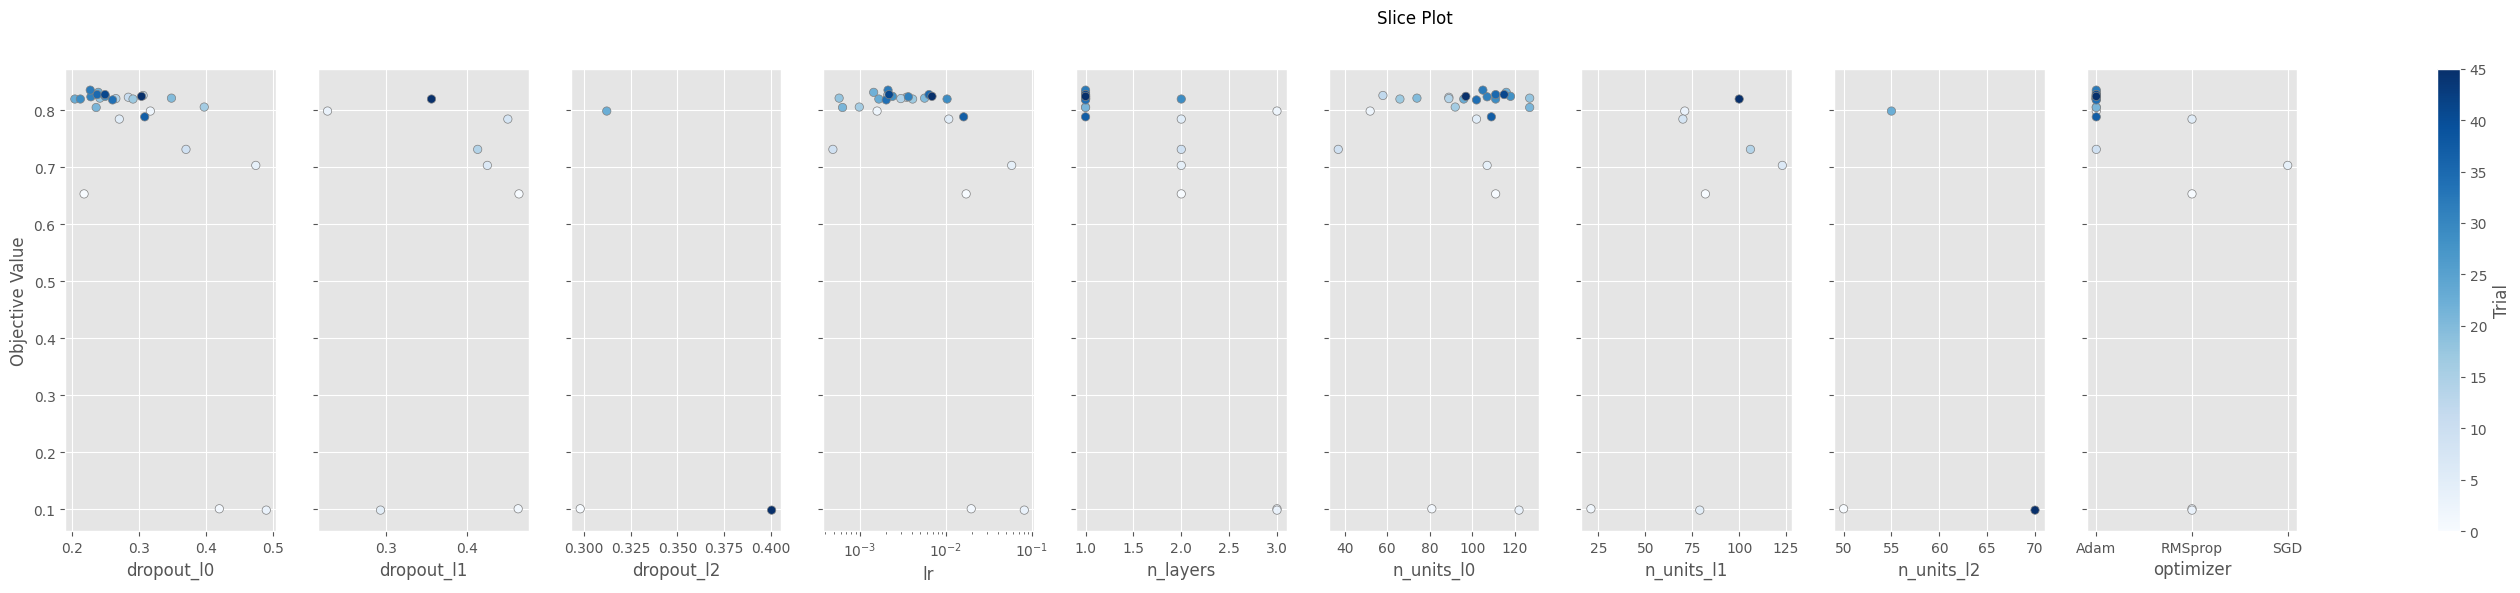 Slice Plot
Objective Value
0.8
0.7
0.6
0.5
0.4
0.3
0.2
0.1
0.2 0.3 0.4 0.5
dropout_l0
0.3 0.4
dropout_l1
0.300 0.325 0.350 0.375 0.400
dropout_l2
10⁻³ 10⁻² 10⁻¹
lr
1.0 1.5 2.0 2.5 3.0
n_layers
40 60 80 100 120
n_units_l0
25 50 75 100 125
n_units_l1
50 55 60 65 70
n_units_l2
Adam RMSprop SGD
optimizer
45
40
35
30
25
20
15
10
5
0
Trial